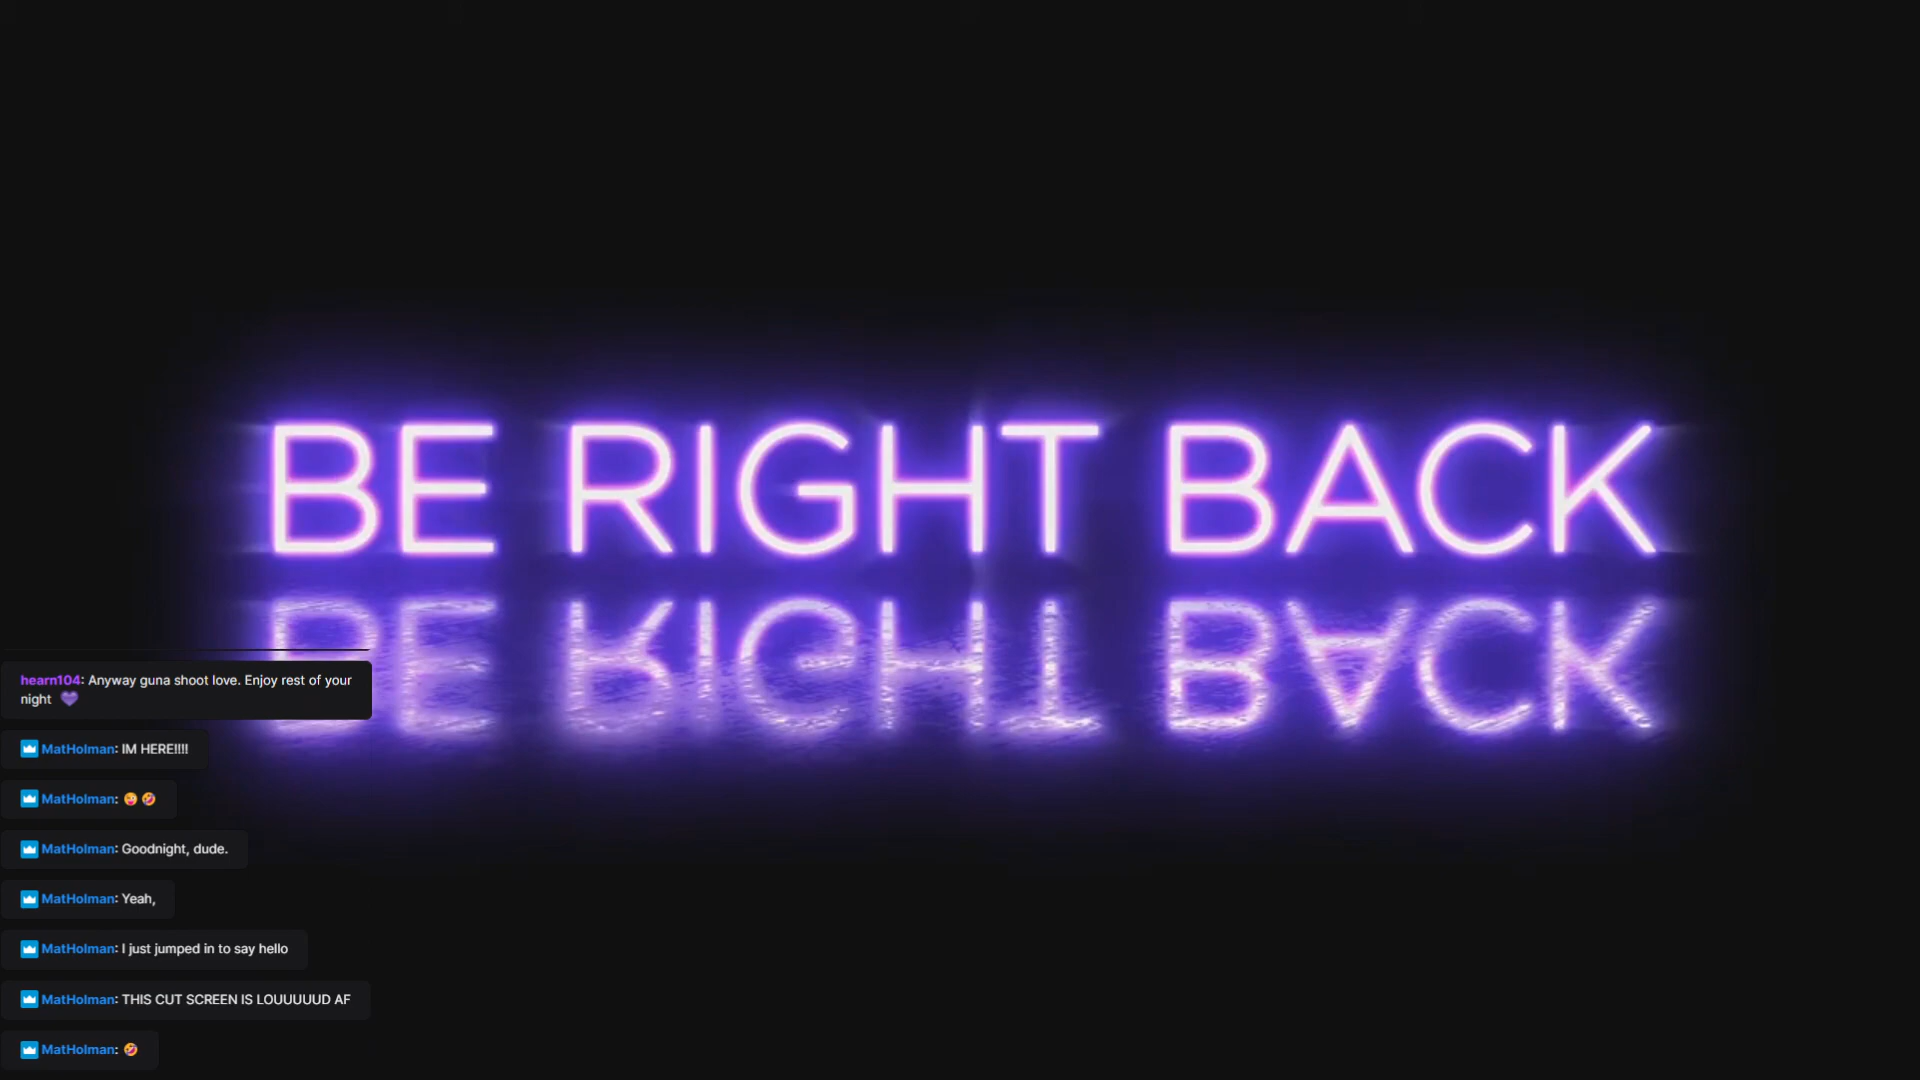 BE RIGHT BACK
hearn104: Anyway guna shoot love. Enjoy rest of your
night 💜
MatHolman: IM HERE!!!!
MatHolman: 😜 🤣
MatHolman: Goodnight, dude.
MatHolman: Yeah,
MatHolman: I just jumped in to say hello
MatHolman: THIS CUT SCREEN IS LOUUUUUD AF
MatHolman: 🤣